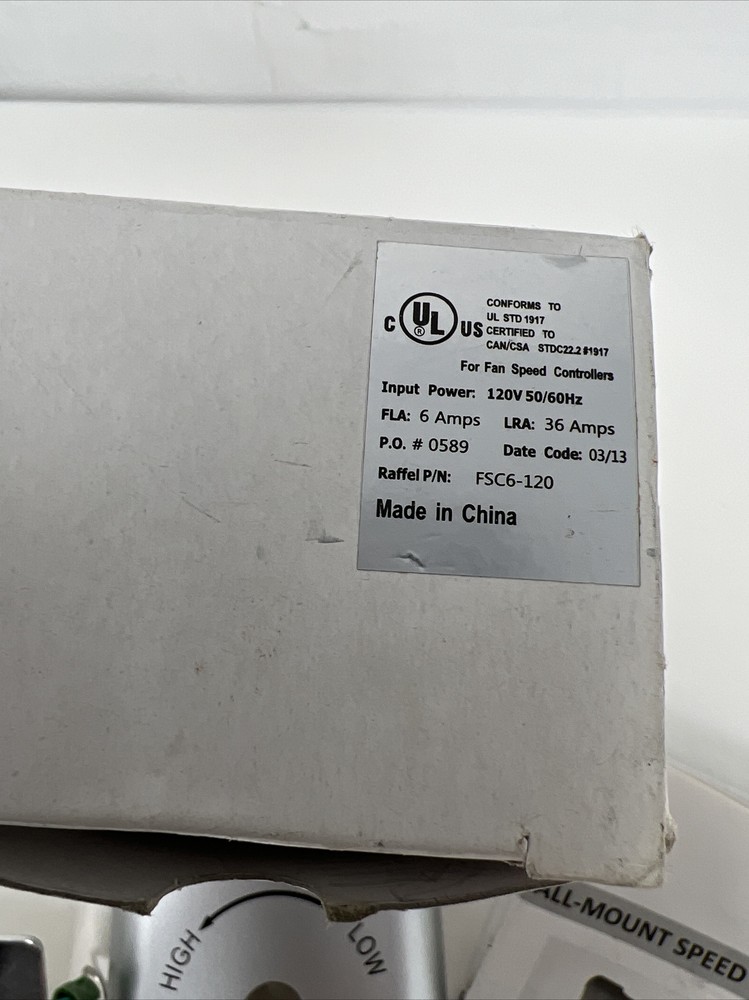 C UL ® US
CONFORMS TO
UL STD 1917
CERTIFIED TO
CAN/CSA STDC22.2 #1917
For Fan Speed Controllers
Input Power: 120V 50/60Hz
FLA: 6 Amps LRA: 36 Amps
P.O. # 0589 Date Code: 03/13
Raffel P/N: FSC6-120
Made in China
HIGH LOW
ALL-MOUNT SPEED